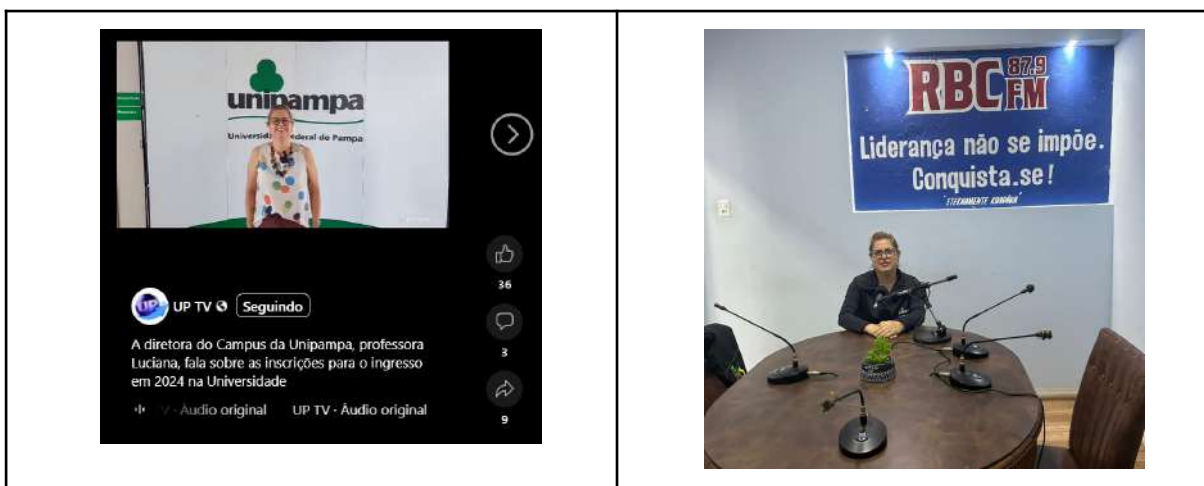 unipampa
Universidade Federal do Pampa
36
UP TV Seguindo
3
A diretora do Campus da Unipampa, professora
Luciana, fala sobre as inscrições para o ingresso
em 2024 na Universidade
Áudio original UP TV - Áudio original
9
RBC 87.9
FM
Liderança não se impõe.
Conquista.se!